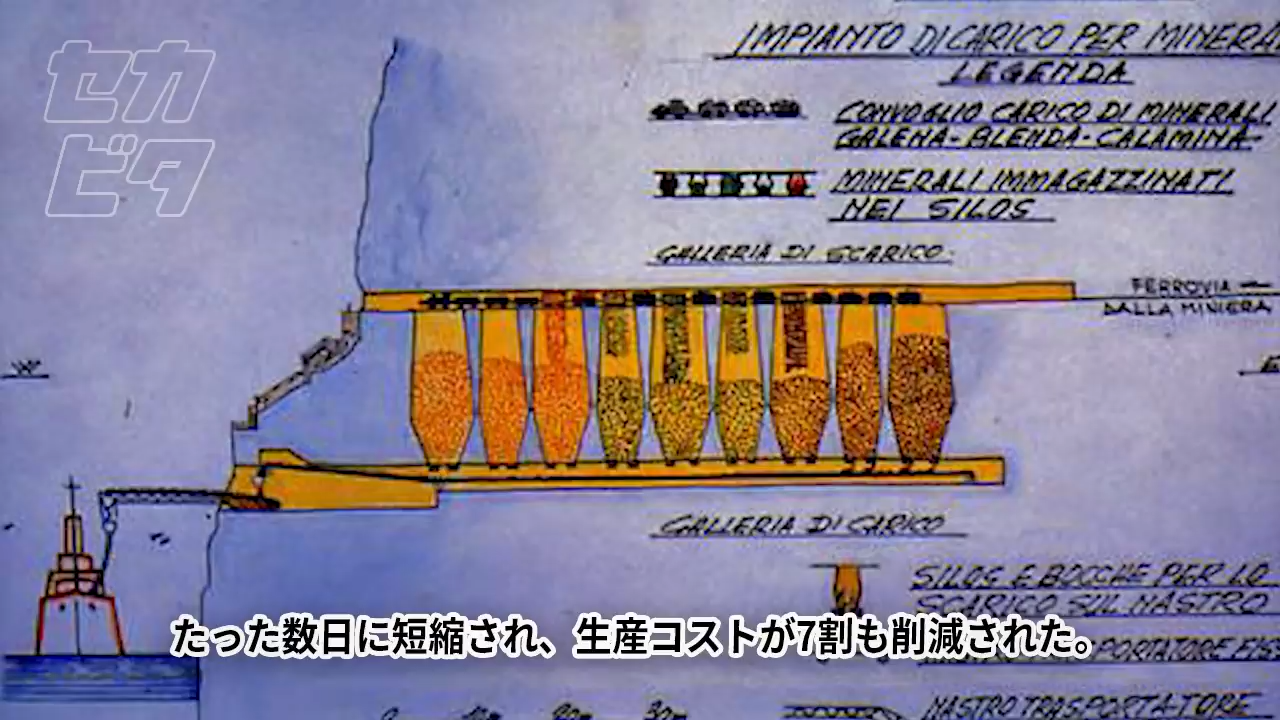 セカ
ビタ
IMPIANTO DI CARICO PER MINERA
LEGENDA
CONVOGLIO CARICO DI MINERALI
GALENA-BLENDA-CALAMINA-
MINERALI IMMAGAZZINATI
NEI SILOS
GALLERIA DI SCARICO
FERROVIA
DALLA MINIERA
GALLERIA DI CARICO
SILOS E BOCCHE PER LO
SCARICO SUL NASTRO
たった数日に短縮され、生産コストが7割も削減された。
PORTATORE FISS
NASTRO TRASPORTATORE